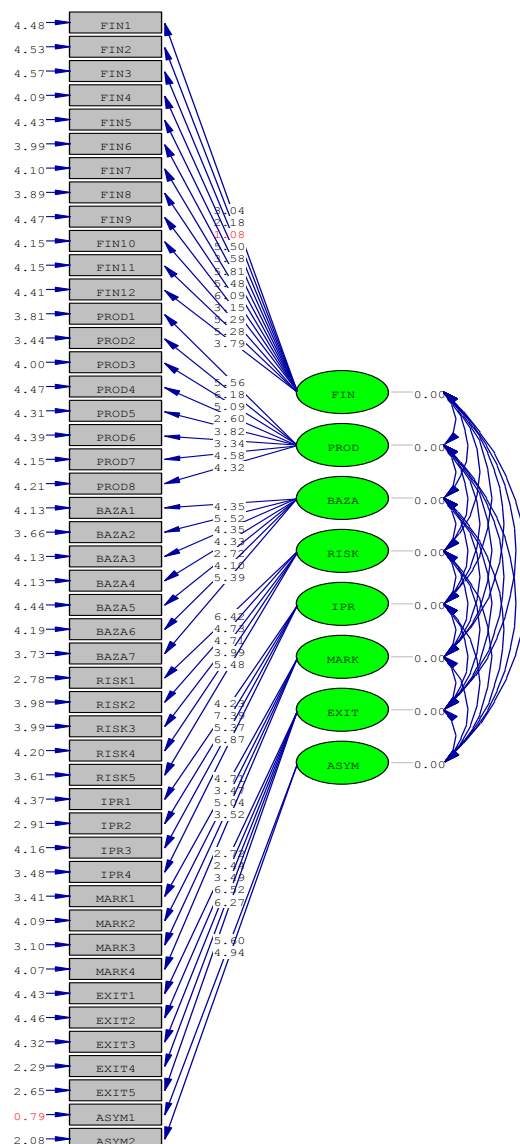 4.48 FIN1
4.53 FIN2
4.57 FIN3
4.09 FIN4
4.43 FIN5
3.99 FIN6
4.10 FIN7
3.89 FIN8
4.47 FIN9
4.15 FIN10
4.15 FIN11
4.41 FIN12
3.81 PROD1
3.44 PROD2
4.00 PROD3
4.47 PROD4
4.31 PROD5
4.39 PROD6
4.15 PROD7
4.21 PROD8
4.13 BAZA1
3.66 BAZA2
4.13 BAZA3
4.13 BAZA4
4.44 BAZA5
4.19 BAZA6
3.73 BAZA7
2.78 RISK1
3.98 RISK2
3.99 RISK3
4.20 RISK4
3.61 RISK5
4.37 IPR1
2.91 IPR2
4.16 IPR3
3.48 IPR4
3.41 MARK1
4.09 MARK2
3.10 MARK3
4.07 MARK4
4.43 EXIT1
4.46 EXIT2
4.32 EXIT3
2.29 EXIT4
2.65 EXIT5
0.79 ASYM1
2.08 ASYM2
3.04
2.18
1.08
5.50
3.58
5.81
5.48
6.09
3.15
5.29
5.28
3.79
5.56
6.18
5.09
2.60
3.82
3.34
4.58
4.32
4.35
5.52
4.35
4.33
2.72
4.10
5.39
6.42
4.72
4.71
3.99
5.48
4.23
7.39
5.37
6.87
4.71
3.47
5.04
3.52
2.44
3.49
6.52
6.27
5.60
4.94
FIN 0.00
PROD 0.00
BAZA 0.00
RISK 0.00
IPR 0.00
MARK 0.00
EXIT 0.00
ASYM 0.00